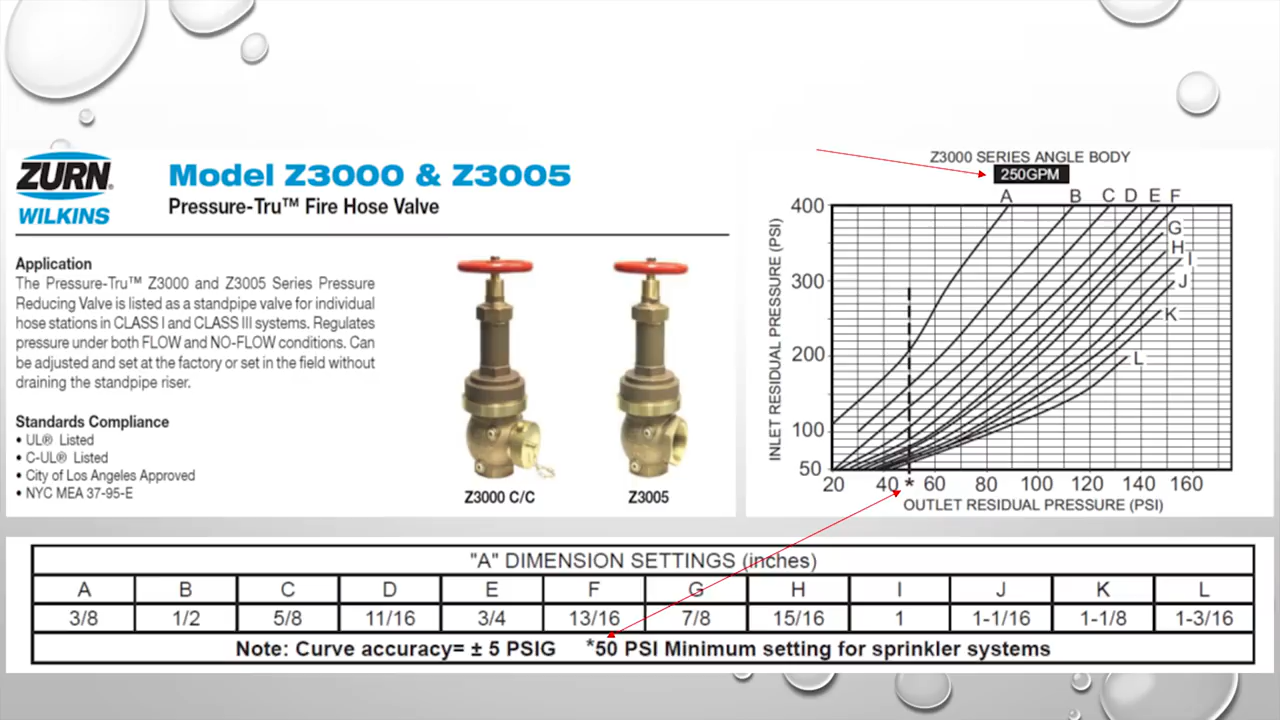 ZURN
WILKINS
Model Z3000 & Z3005
Pressure-Tru™ Fire Hose Valve
Application
The Pressure-Tru™ Z3000 and Z3005 Series Pressure
Reducing Valve is listed as a standpipe valve for individual
hose stations in CLASS I and CLASS III systems. Regulates
pressure under both FLOW and NO-FLOW conditions. Can
be adjusted and set at the factory or set in the field without
draining the standpipe riser.
Standards Compliance
• UL® Listed
• C-UL® Listed
• City of Los Angeles Approved
• NYC MEA 37-95-E
Z3000 C/C
Z3005
Z3000 SERIES ANGLE BODY
250GPM
A B C D E F
G
H
I
J
K
L
INLET RESIDUAL PRESSURE (PSI)
400
300
200
100
50
20 40 * 60 80 100 120 140 160
OUTLET RESIDUAL PRESSURE (PSI)
"A" DIMENSION SETTINGS (inches)
A B C D E F G H I J K L
3/8 1/2 5/8 11/16 3/4 13/16 7/8 15/16 1 1-1/16 1-1/8 1-3/16
Note: Curve accuracy= ± 5 PSIG *50 PSI Minimum setting for sprinkler systems